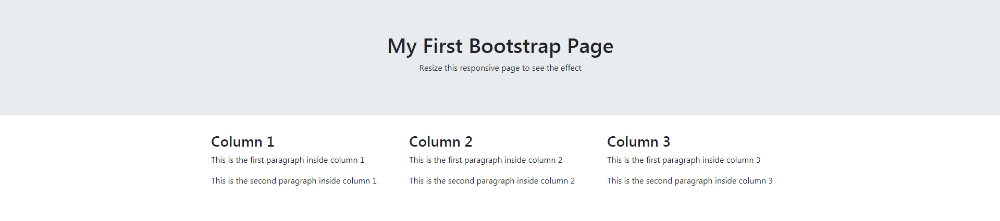 My First Bootstrap Page
Resize this responsive page to see the effect
Column 1
This is the first paragraph inside column 1
This is the second paragraph inside column 1
Column 2
This is the first paragraph inside column 2
This is the second paragraph inside column 2
Column 3
This is the first paragraph inside column 3
This is the second paragraph inside column 3